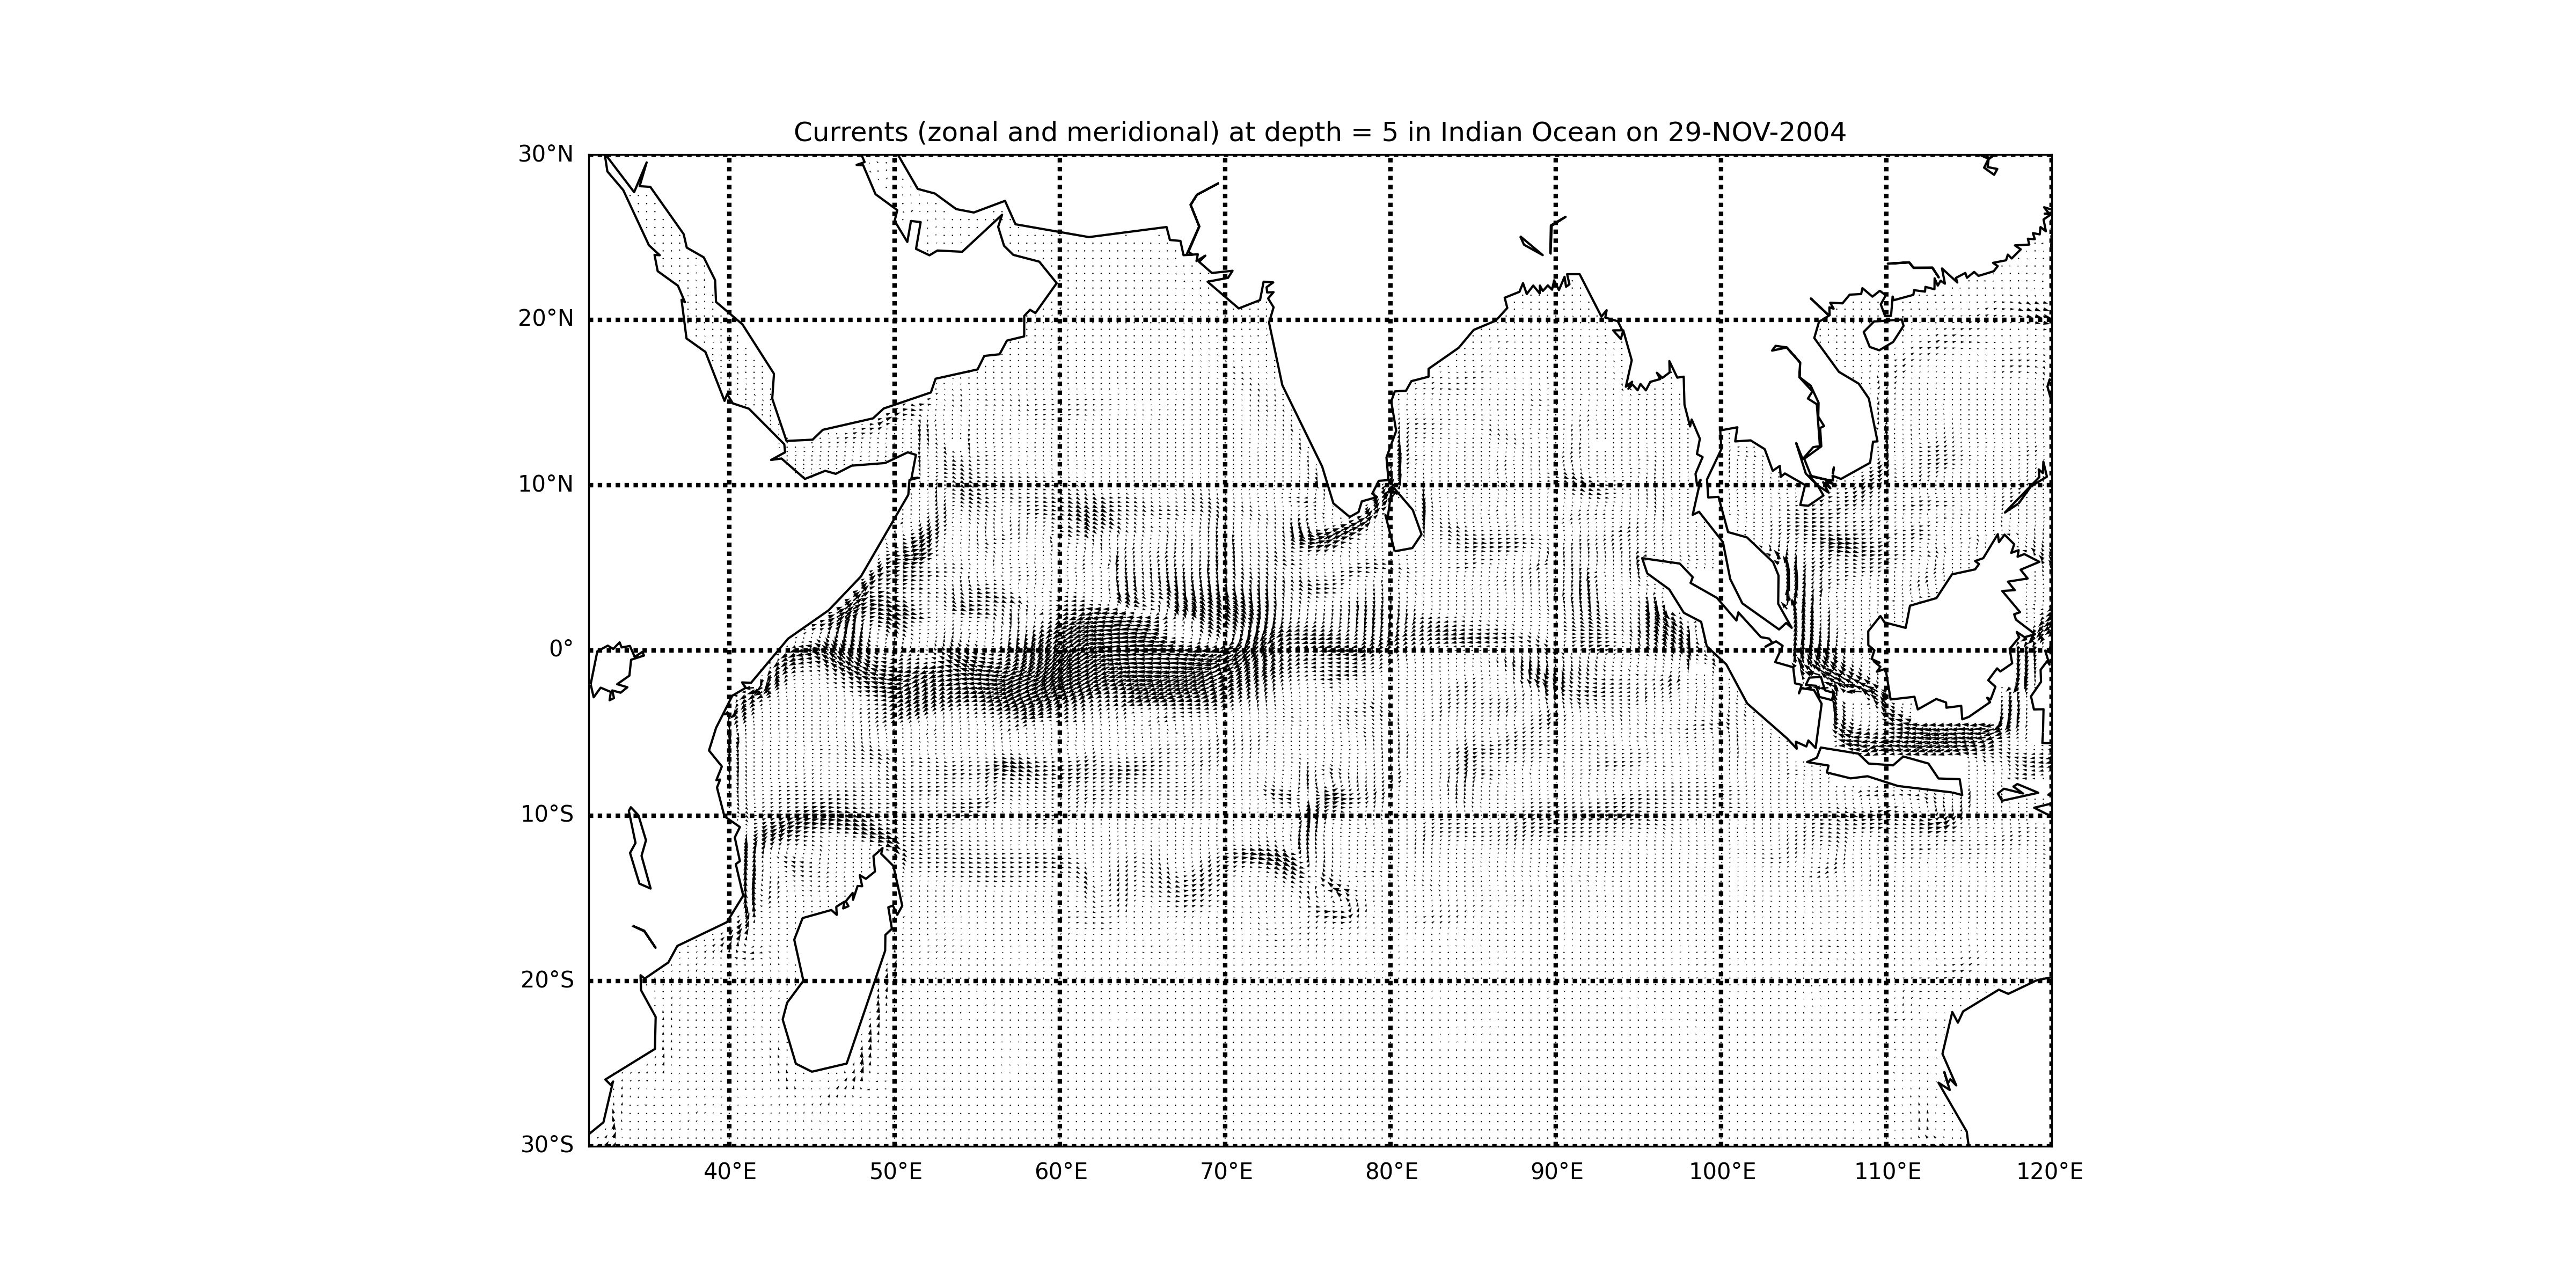 Currents (zonal and meridional) at depth = 5 in Indian Ocean on 29-NOV-2004
30°N
20°N
10°N
0°
10°S
20°S
30°S
40°E 50°E 60°E 70°E 80°E 90°E 100°E 110°E 120°E